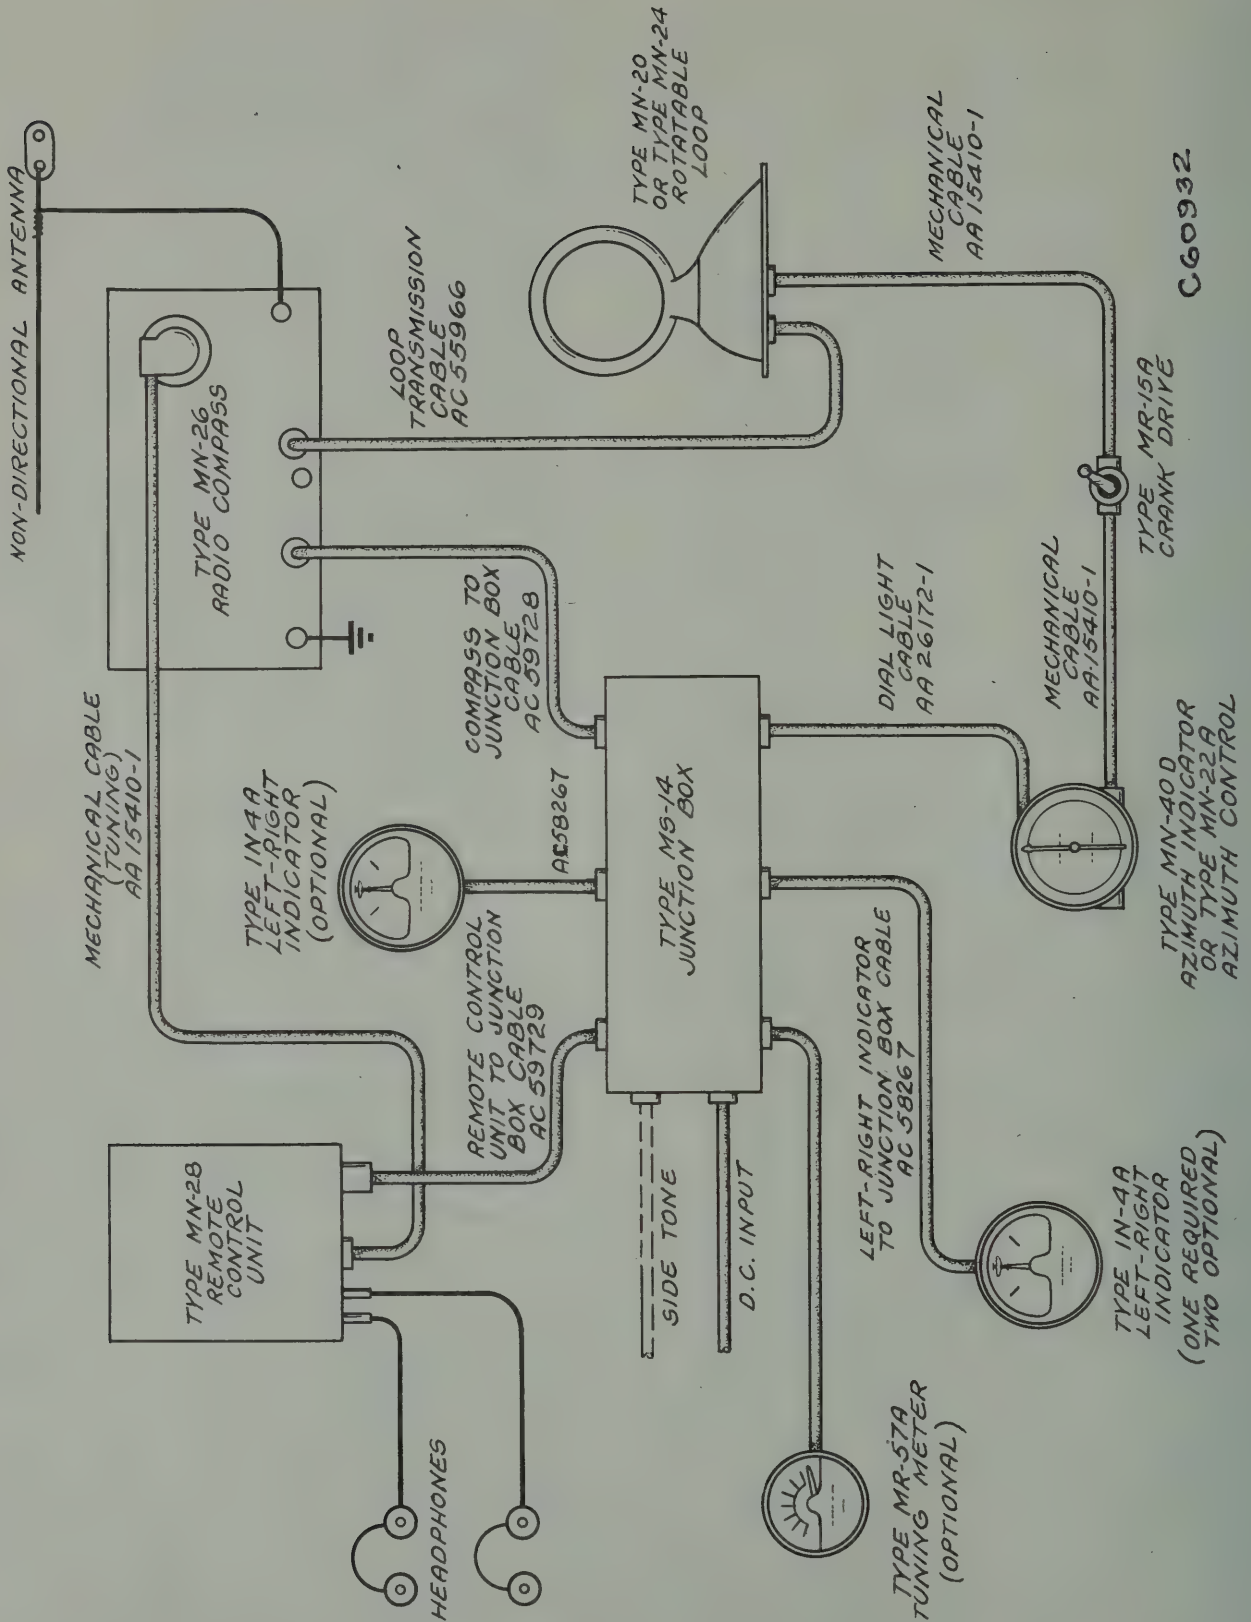 NON-DIRECTIONAL ANTENNA
TYPE MN-26
RADIO COMPASS
MECHANICAL CABLE
(TUNING)
AA 15410-1
TYPE MN-28
REMOTE
CONTROL
UNIT
HEADPHONES
LOOP
TRANSMISSION
CABLE
AC 55966
TYPE MN-20
OR TYPE MN-24
ROTATABLE
LOOP
COMPASS TO
JUNCTION BOX
CABLE
AC 59728
TYPE IN4A
LEFT-RIGHT
INDICATOR
(OPTIONAL)
AC58267
REMOTE CONTROL
UNIT TO JUNCTION
BOX CABLE
AC 59729
TYPE MS-14
JUNCTION BOX
SIDE TONE
D.C. INPUT
DIAL LIGHT
CABLE
AA 26172-1
MECHANICAL
CABLE
AA 15410-1
LEFT-RIGHT INDICATOR
TO JUNCTION BOX CABLE
AC 58267
TYPE MR-57A
TUNING METER
(OPTIONAL)
TYPE IN-4A
LEFT-RIGHT
INDICATOR
(ONE REQUIRED
TWO OPTIONAL)
MECHANICAL
CABLE
AA-15410-1
TYPE MR-15A
CRANK DRIVE
TYPE MN-40D
AZIMUTH INDICATOR
OR TYPE MN-22A
AZIMUTH CONTROL
C60932